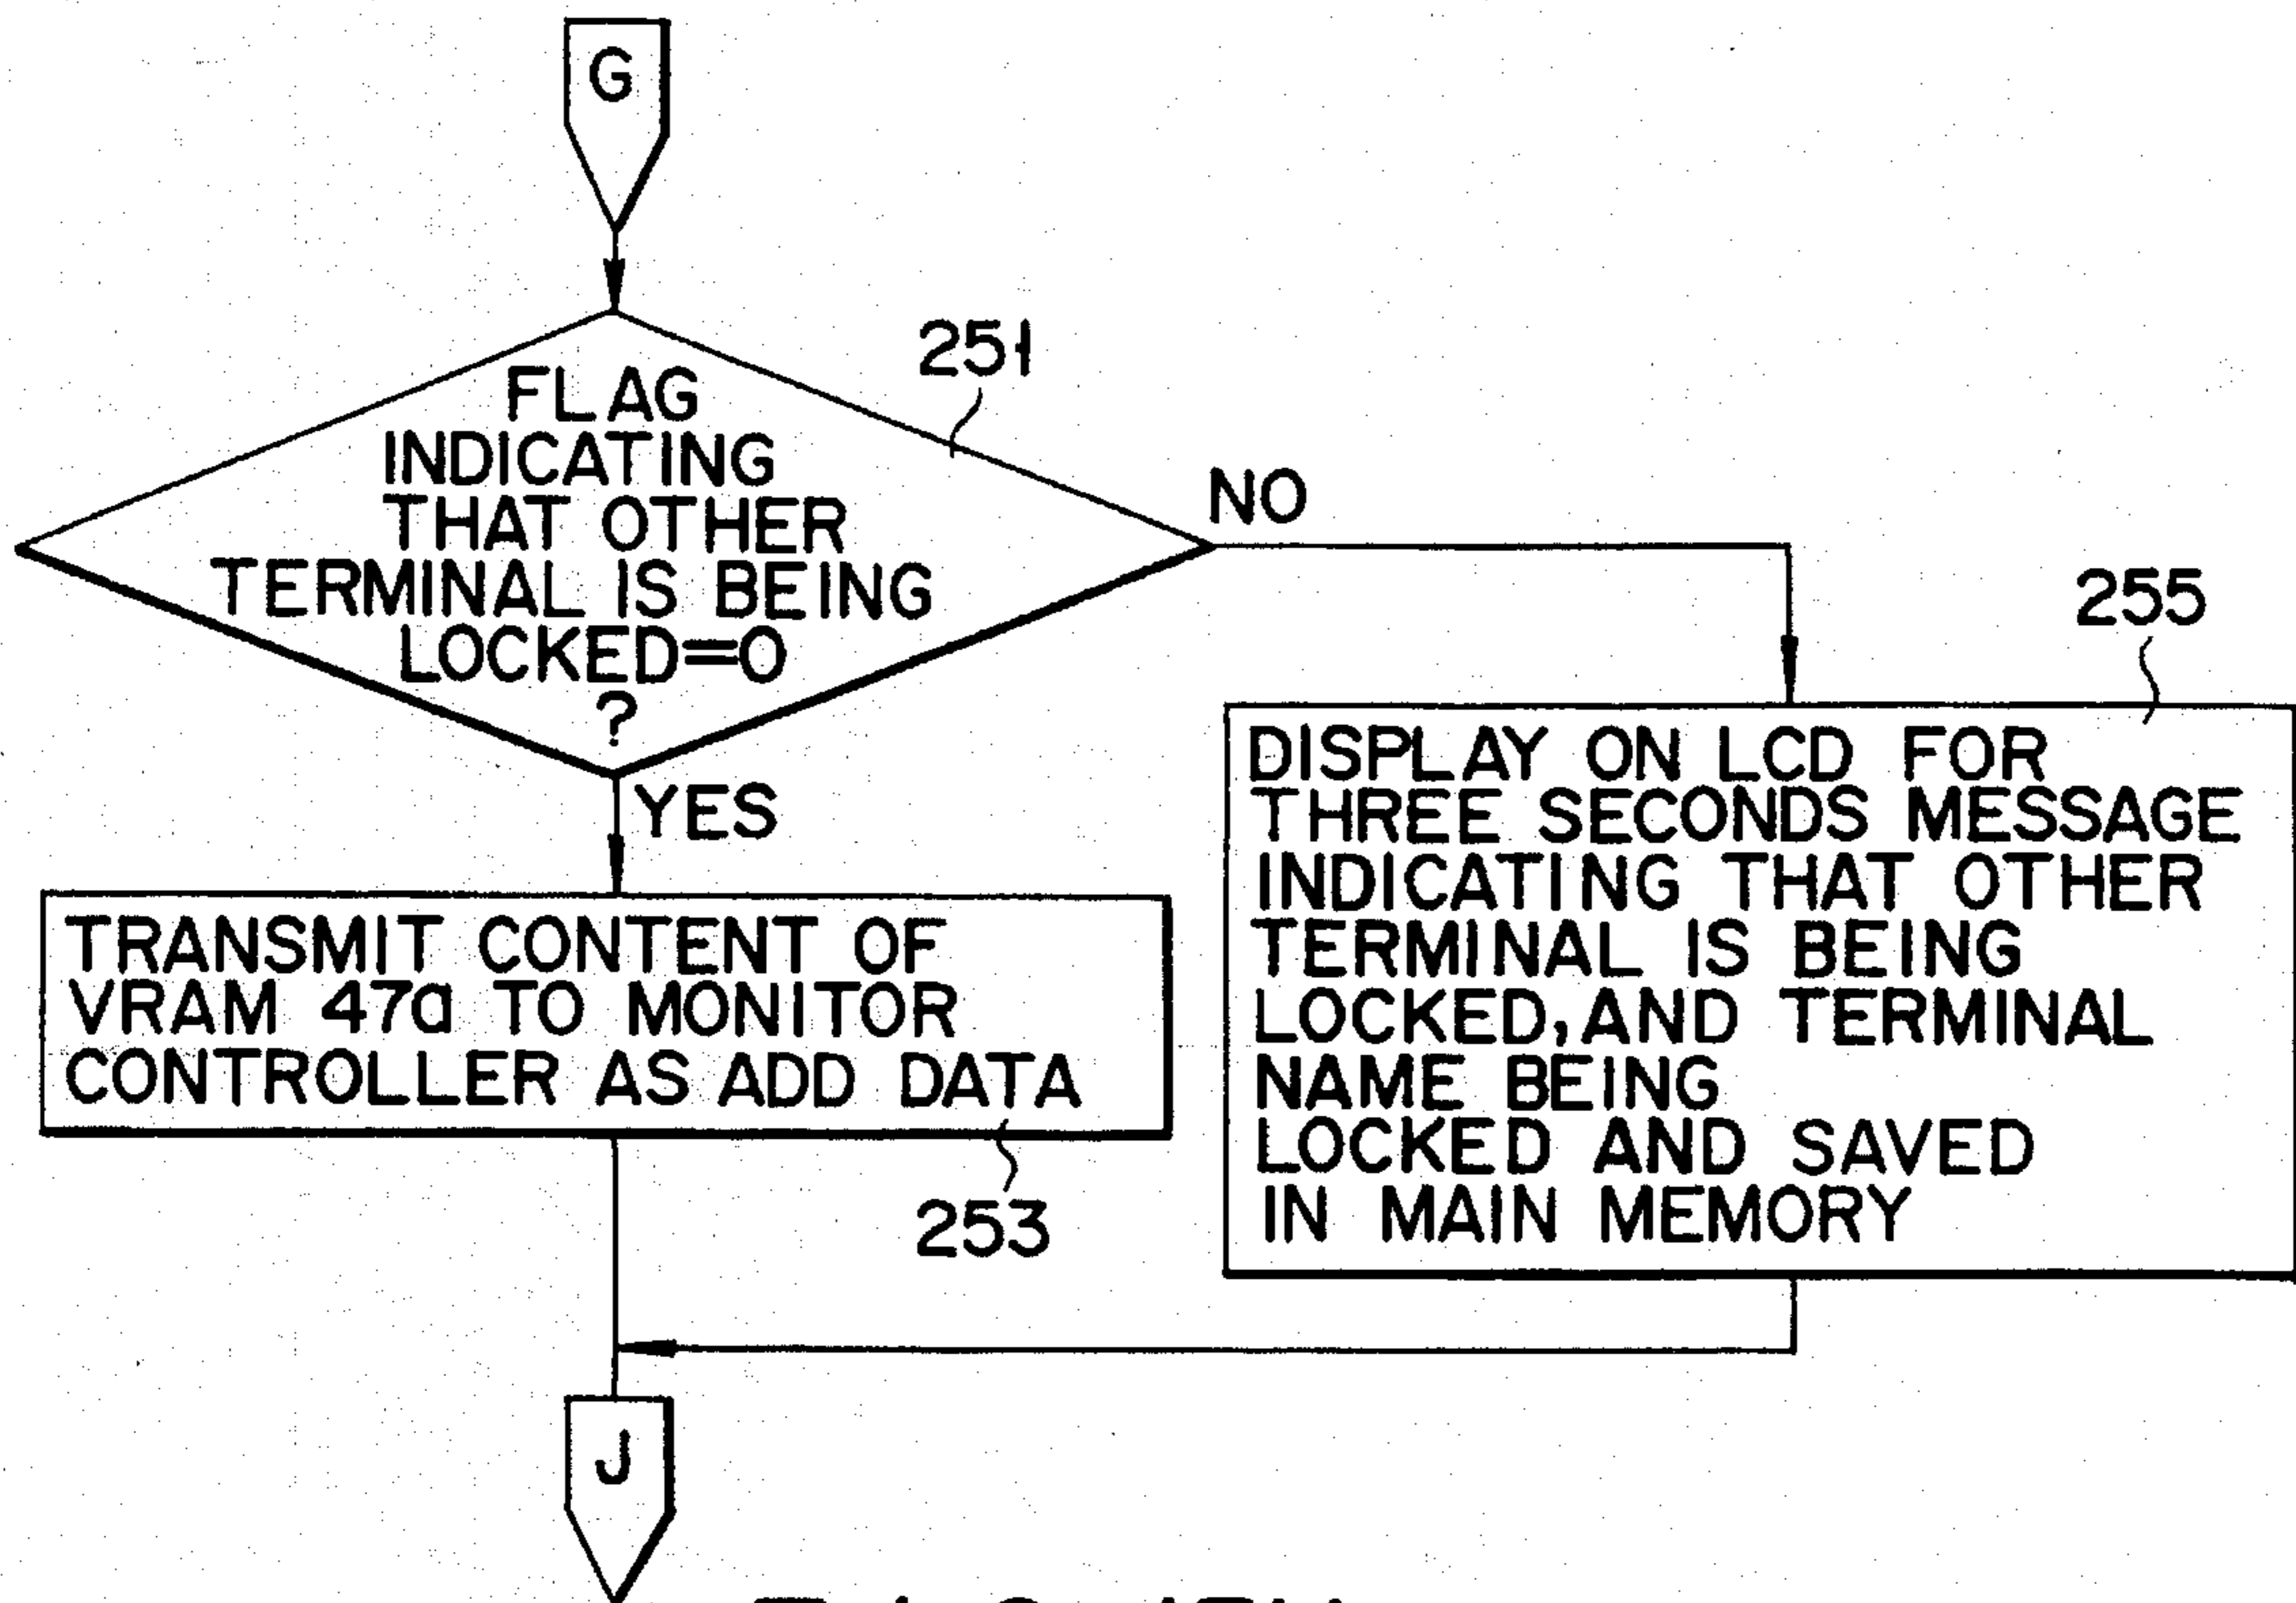 G
251
FLAG
INDICATING
THAT OTHER
TERMINAL IS BEING
LOCKED=0
?
NO
YES
255
DISPLAY ON LCD FOR
THREE SECONDS MESSAGE
INDICATING THAT OTHER
TERMINAL IS BEING
LOCKED, AND TERMINAL
NAME BEING
LOCKED AND SAVED
IN MAIN MEMORY
TRANSMIT CONTENT OF
VRAM 47a TO MONITOR
CONTROLLER AS ADD DATA
253
J